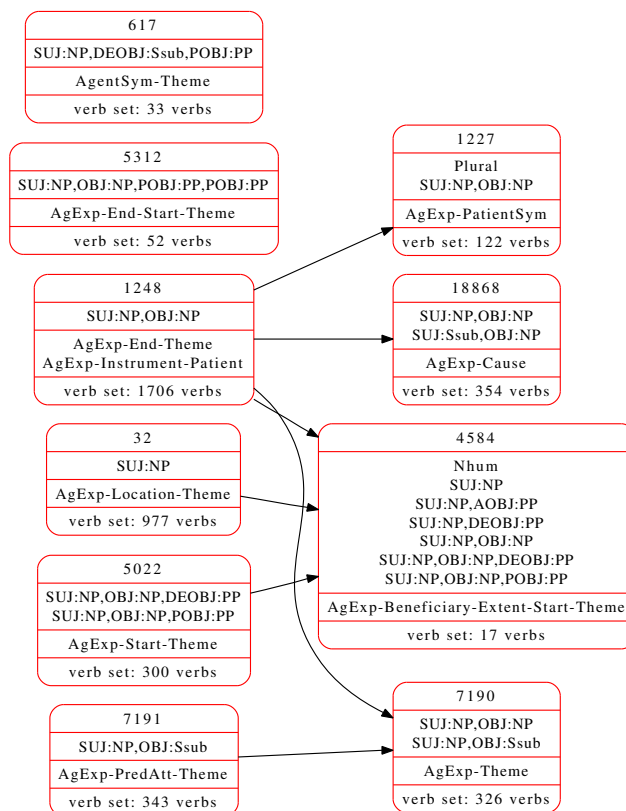 617
SUJ:NP,DEOBJ:Ssub,POBJ:PP
AgentSym-Theme
verb set: 33 verbs
5312
SUJ:NP,OBJ:NP,POBJ:PP,POBJ:PP
AgExp-End-Start-Theme
verb set: 52 verbs
1248
SUJ:NP,OBJ:NP
AgExp-End-Theme
AgExp-Instrument-Patient
verb set: 1706 verbs
32
SUJ:NP
AgExp-Location-Theme
verb set: 977 verbs
5022
SUJ:NP,OBJ:NP,DEOBJ:PP
SUJ:NP,OBJ:NP,POBJ:PP
AgExp-Start-Theme
verb set: 300 verbs
7191
SUJ:NP,OBJ:Ssub
AgExp-PredAtt-Theme
verb set: 343 verbs
1227
Plural
SUJ:NP,OBJ:NP
AgExp-PatientSym
verb set: 122 verbs
18868
SUJ:NP,OBJ:NP
SUJ:Ssub,OBJ:NP
AgExp-Cause
verb set: 354 verbs
4584
Nhum
SUJ:NP
SUJ:NP,AOBJ:PP
SUJ:NP,DEOBJ:PP
SUJ:NP,OBJ:NP
SUJ:NP,OBJ:NP,DEOBJ:PP
SUJ:NP,OBJ:NP,POBJ:PP
AgExp-Beneficiary-Extent-Start-Theme
verb set: 17 verbs
7190
SUJ:NP,OBJ:NP
SUJ:NP,OBJ:Ssub
AgExp-Theme
verb set: 326 verbs